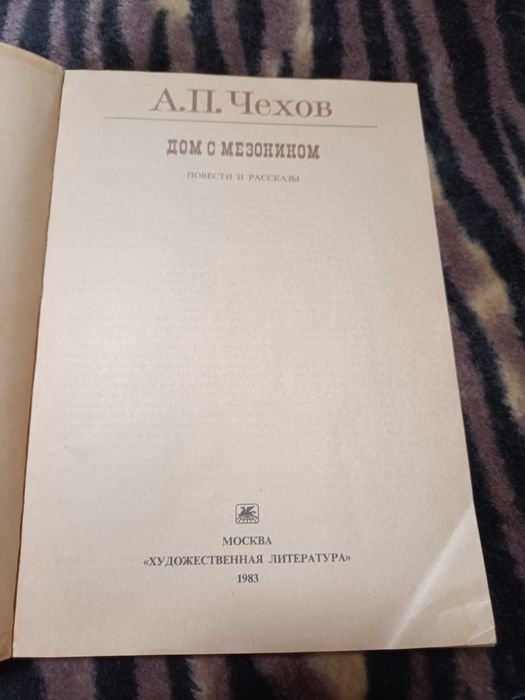 А.П. Чехов
ДОМ С МЕЗОНИНОМ
ПОВЕСТИ И РАССКАЗЫ
МОСКВА
«ХУДОЖЕСТВЕННАЯ ЛИТЕРАТУРА»
1983